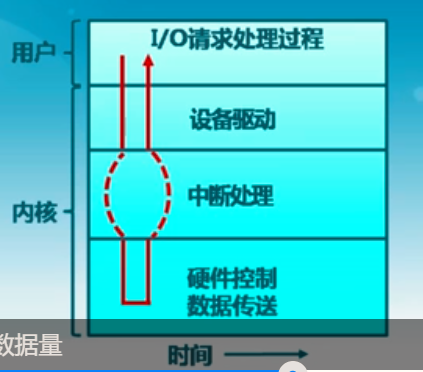 I/O请求处理过程
用户
设备驱动
中断处理
内核
硬件控制
数据传送
数据量
时间